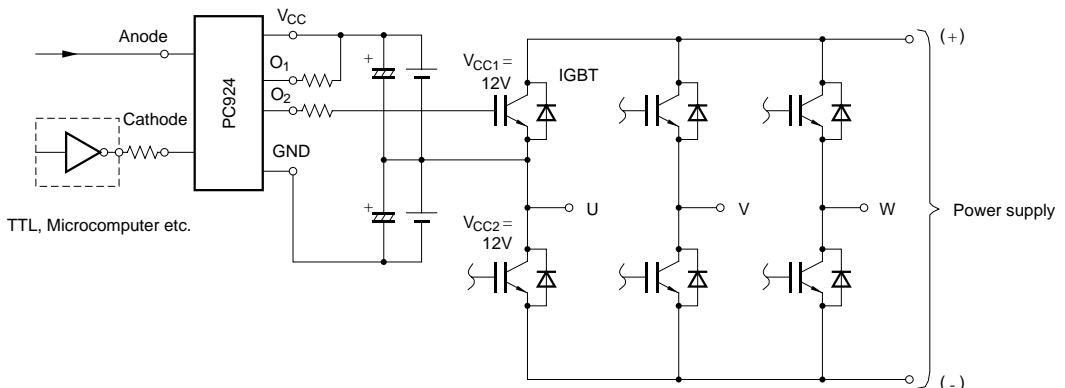 Anode
Cathode
TTL, Microcomputer etc.
PC924
VCC
O1
O2
GND
VCC1 =
12V
IGBT
VCC2 =
12V
U
V
W
(+)
Power supply
(-)